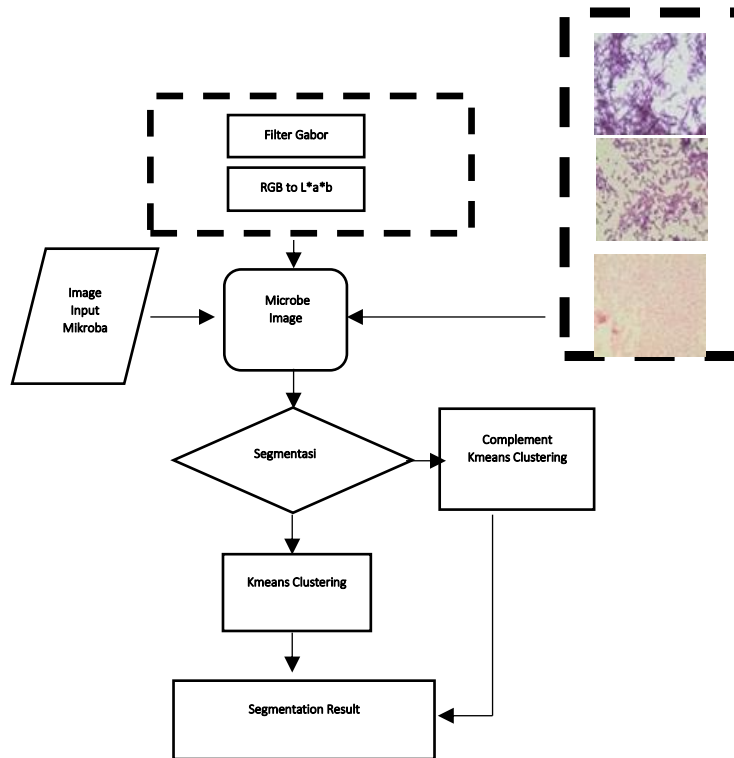 Filter Gabor
RGB to L*a*b
Image
Input
Mikroba
Microbe
Image
Segmentasi
Complement
Kmeans Clustering
Kmeans Clustering
Segmentation Result